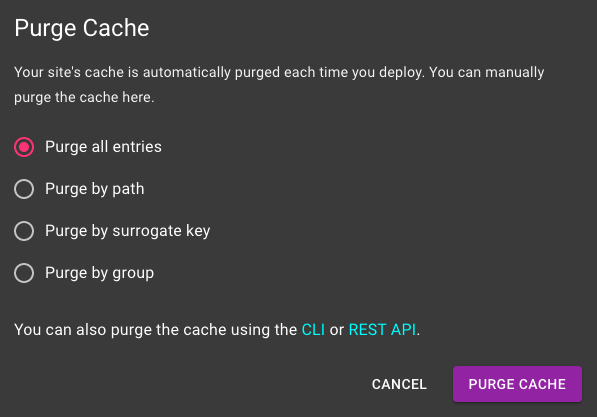 Purge Cache
Your site's cache is automatically purged each time you deploy. You can manually
purge the cache here.
Purge all entries
Purge by path
Purge by surrogate key
Purge by group
You can also purge the cache using the CLI or REST API.
CANCEL PURGE CACHE